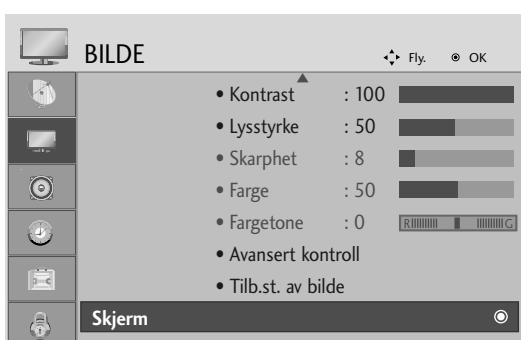 BILDE Fly. OK
• Kontrast : 100
• Lysstyrke : 50
• Skarphet : 8
• Farge : 50
• Fargetone : 0 R G
• Avansert kontroll
• Tilb.st. av bilde
Skjerm